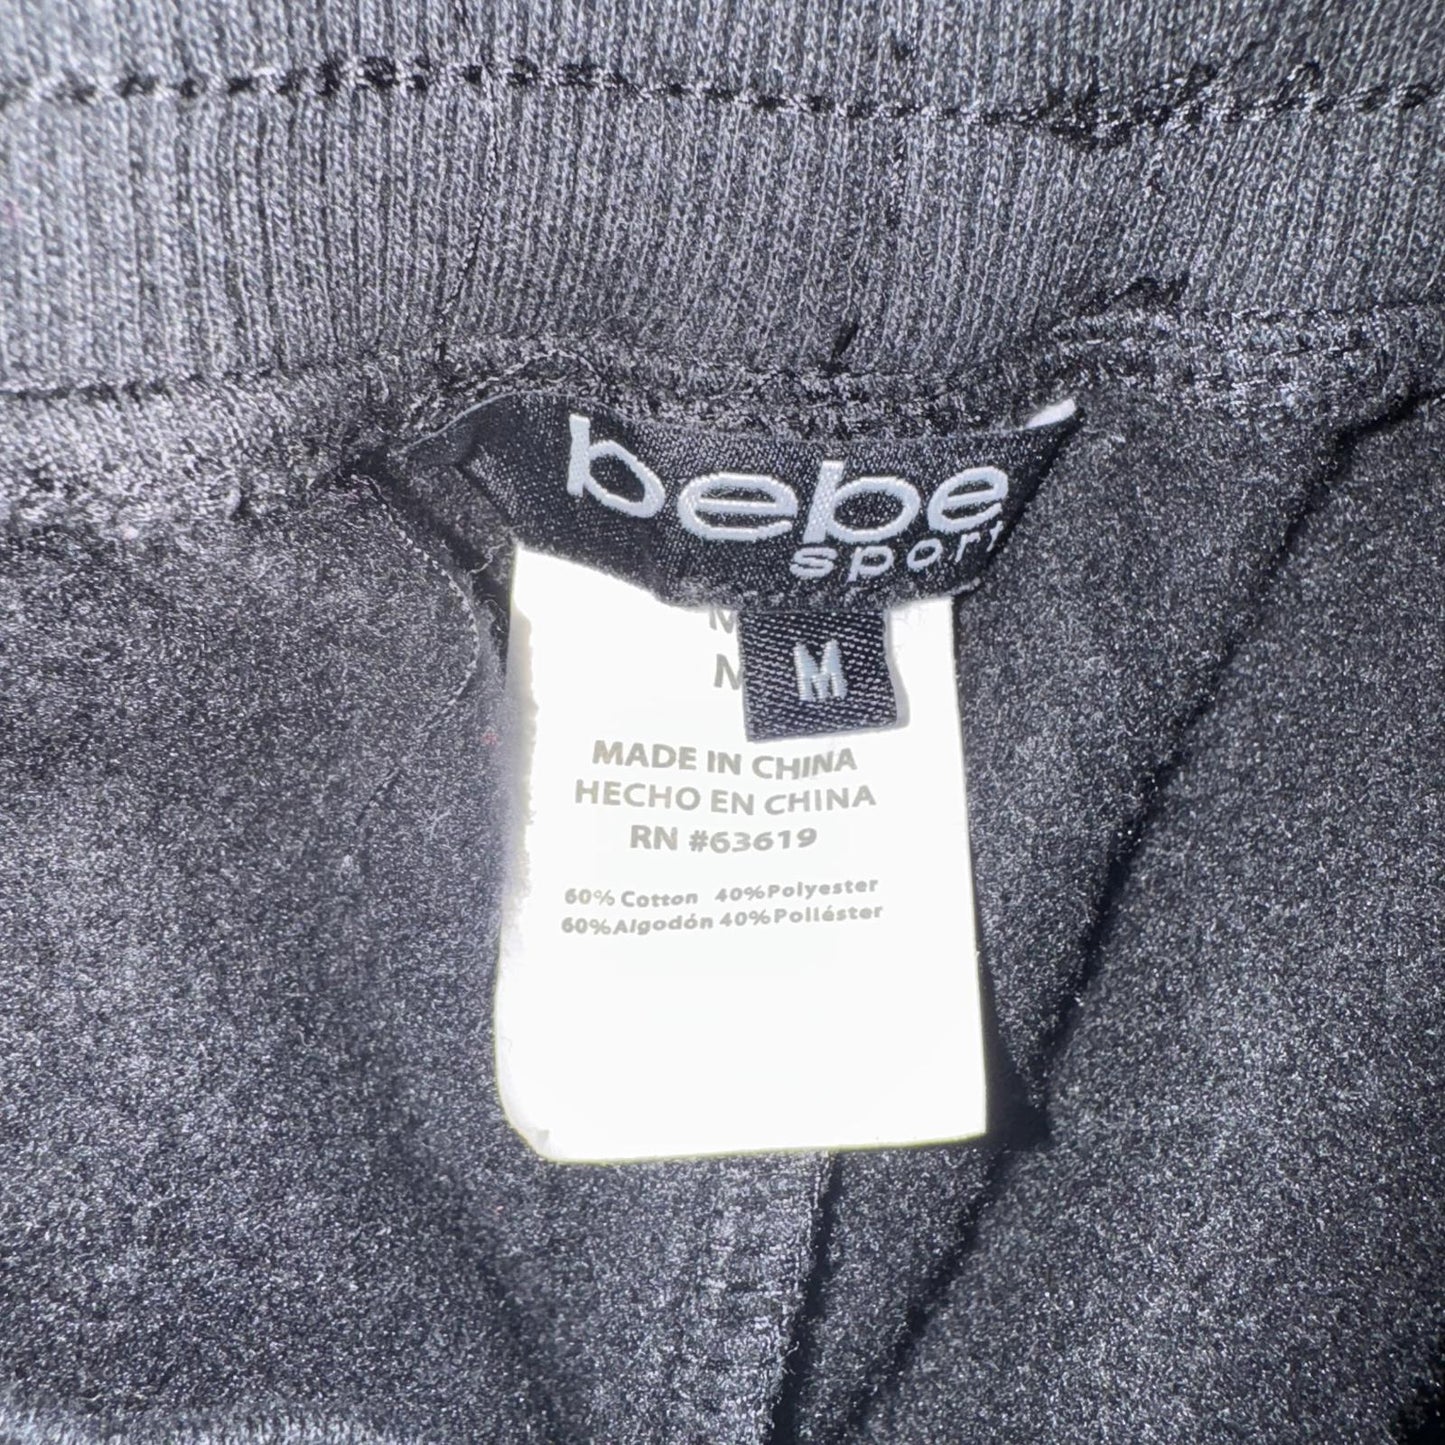 bebe
sport
M
M
M
MADE IN CHINA
HECHO EN CHINA
RN #63619
60% Cotton 40%Polyester
60%Algodón 40%Poliéster